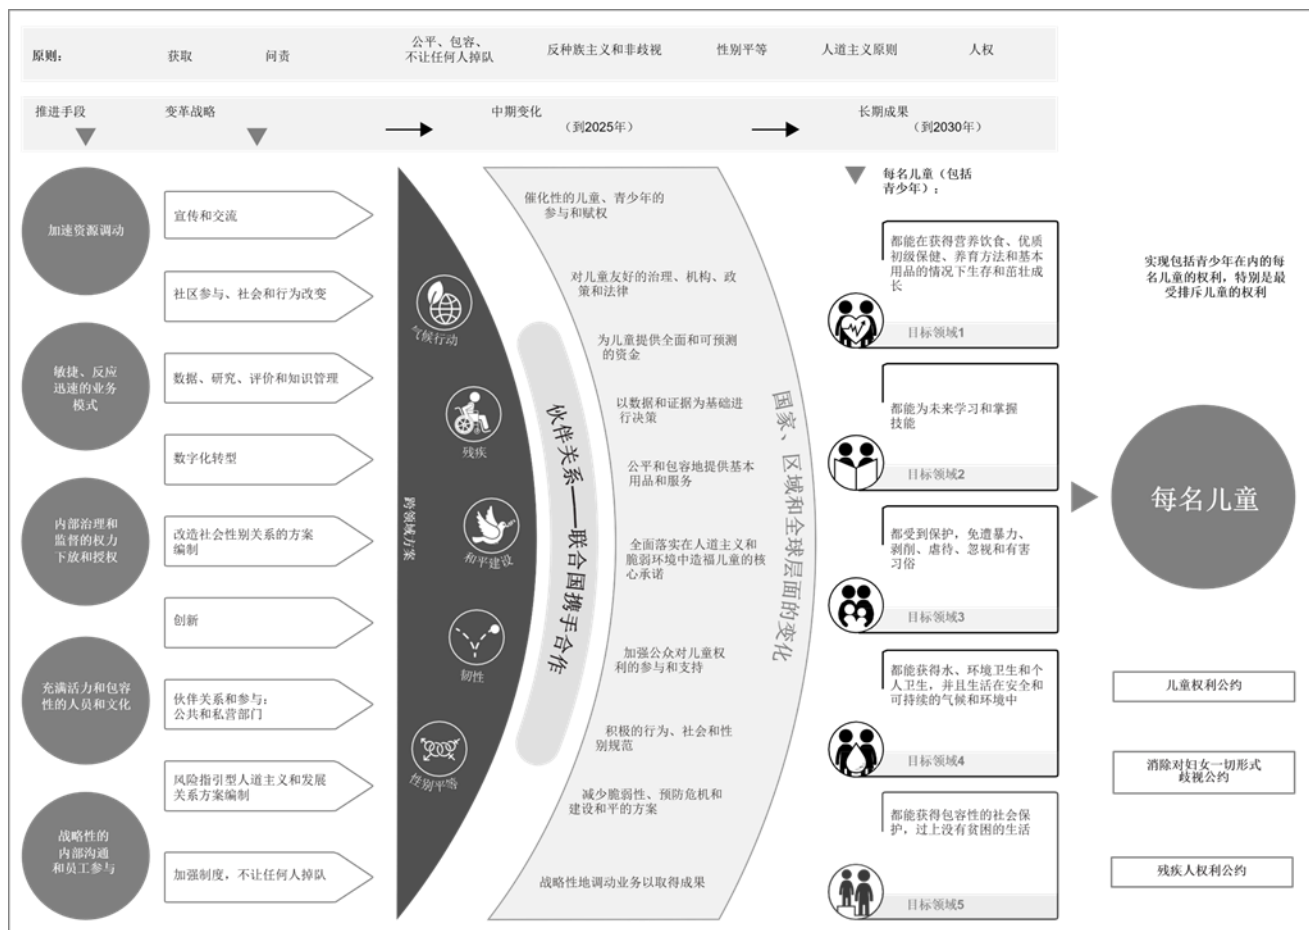 原则：
获取
问责
公平、包容、
不让任何人掉队
反种族主义和非歧视
性别平等
人道主义原则
人权
推进手段
变革战略
中期变化
（到2025年）
长期成果
（到2030年）
加速资源调动
敏捷、反应
迅速的业务
模式
内部治理和
监督的权力
下放和授权
充满活力和包容
性的人员和文化
战略性的
内部沟通
和员工参与
宣传和交流
社区参与、社会和行为改变
数据、研究、评价和知识管理
数字化转型
改造社会性别关系的方案
编制
创新
伙伴关系和参与：
公共和私营部门
风险指引型人道主义和发展
关系方案编制
加强制度，不让任何人掉队
跨领域方案
气候行动
残疾
和平建设
韧性
性别平等
伙伴关系——联合国携手合作
催化性的儿童、青少年的
参与和赋权
对儿童友好的治理、机构、政
策和法律
为儿童提供全面和可预测
的资金
以数据和证据为基础进
行决策
公平和包容地提供基本
用品和服务
全面落实在人道主义和
脆弱环境中造福儿童的核
心承诺
加强公众对儿童权
利的参与和支持
积极的行为、社会和性
别规范
减少脆弱性、预防危机和
建设和平的方案
战略性地调动业务以取得成果
国家、区域和全球层面的变化
每名儿童（包括
青少年）：
都能在获得营养饮食、优质
初级保健、养育方法和基本
用品的情况下生存和茁壮成
长
目标领域1
都能为未来学习和掌握
技能
目标领域2
都受到保护，免遭暴力、
剥削、虐待、忽视和有害
习俗
目标领域3
都能获得水、环境卫生和个
人卫生，并且生活在安全和
可持续的气候和环境中
目标领域4
都能获得包容性的社会保
护，过上没有贫困的生活
目标领域5
实现包括青少年在内的每
名儿童的权利，特别是最
受排斥儿童的权利
每名儿童
儿童权利公约
消除对妇女一切形式
歧视公约
残疾人权利公约